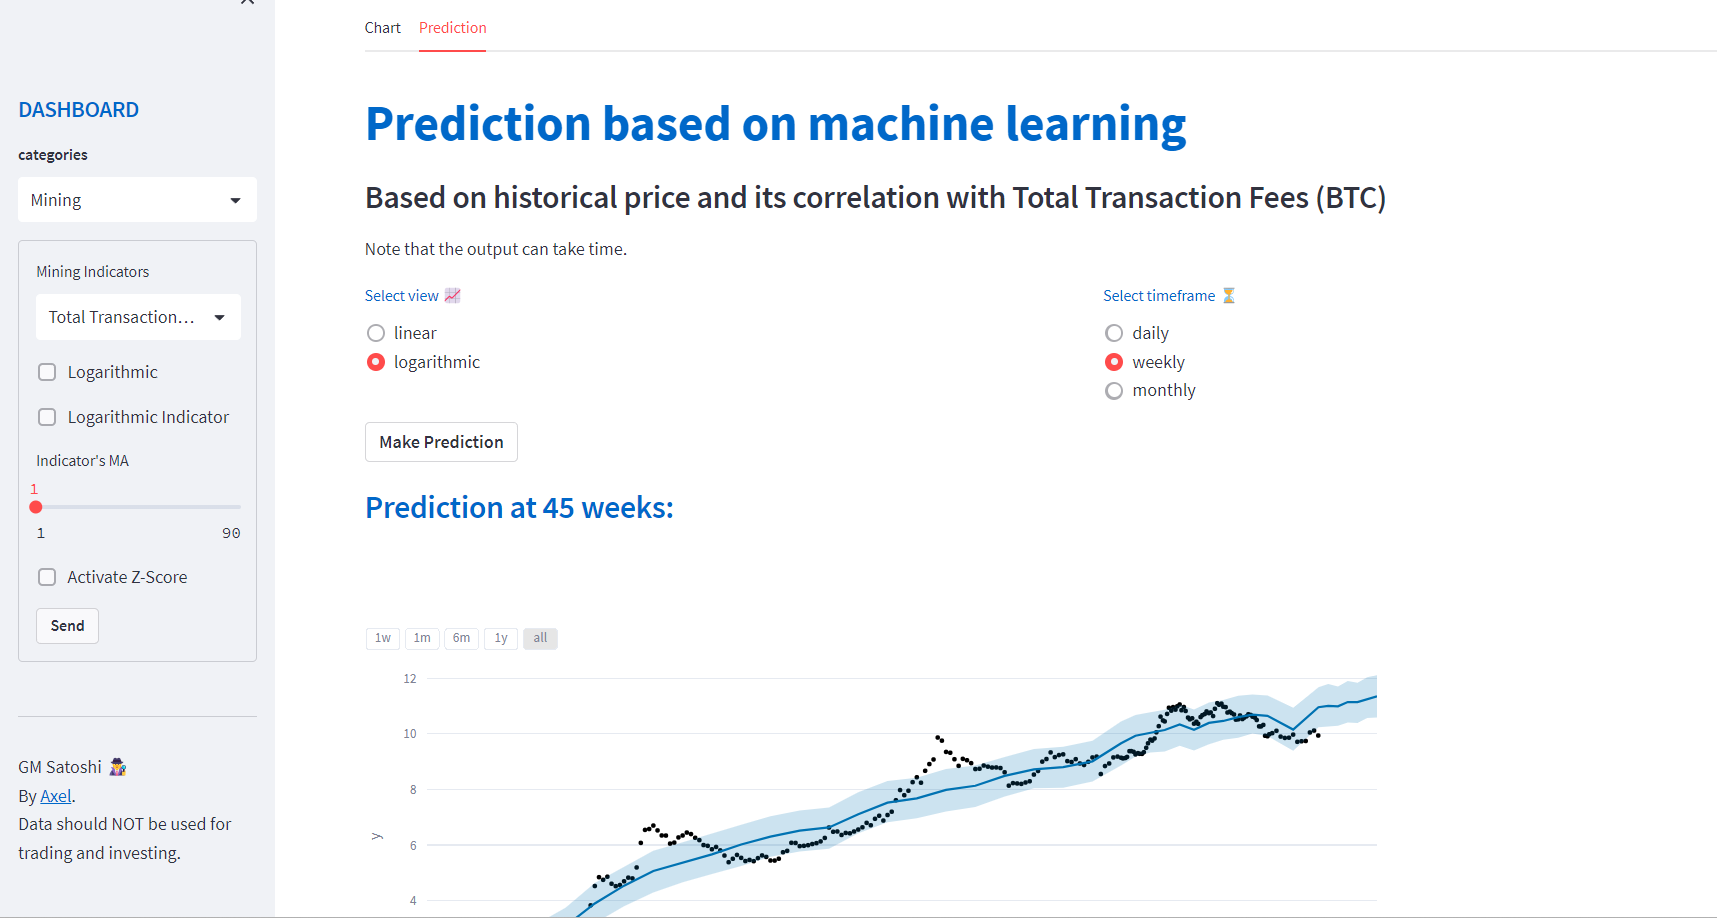 DASHBOARD
categories
Mining
Mining Indicators
Total Transaction...
Logarithmic
Logarithmic Indicator
Indicator's MA
1
1 90
Activate Z-Score
Send
GM Satoshi
By Axel.
Data should NOT be used for
trading and investing.
Chart Prediction
Prediction based on machine learning
Based on historical price and its correlation with Total Transaction Fees (BTC)
Note that the output can take time.
Select view
linear
logarithmic
Select timeframe
daily
weekly
monthly
Make Prediction
Prediction at 45 weeks:
1w 1m 6m 1y all
12
10
8
y
6
4